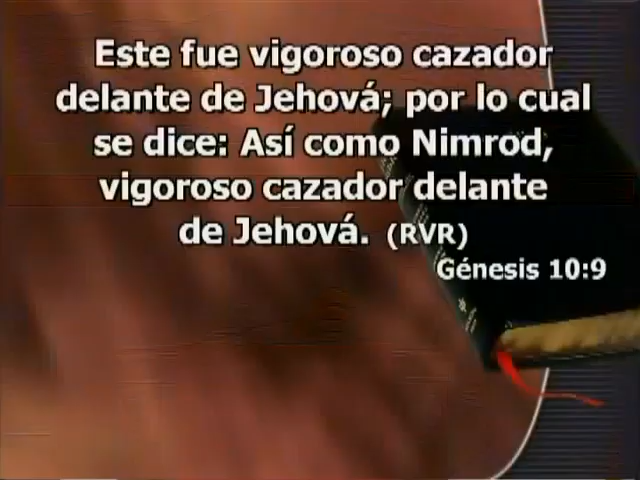 Este fue vigoroso cazador
delante de Jehová; por lo cual
se dice: Así como Nimrod,
vigoroso cazador delante
de Jehová. (RVR)
Génesis 10:9